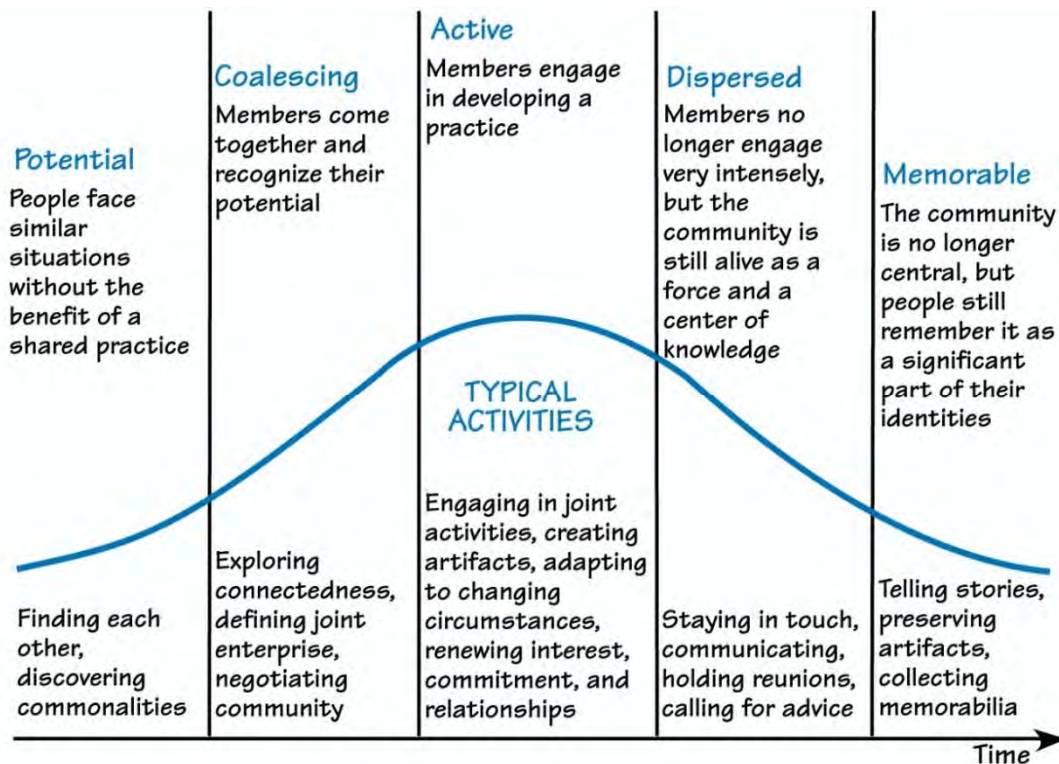 Potential
People face
similar
situations
without the
benefit of a
shared practice
Coalescing
Members come
together and
recognize their
potential
Active
Members engage
in developing a
practice
Dispersed
Members no
longer engage
very intensely,
but the
community is
still alive as a
force and a
center of
knowledge
Memorable
The community
is no longer
central, but
people still
remember it as
a significant
part of their
identities
TYPICAL
ACTIVITIES
Finding each
other,
discovering
commonalities
Exploring
connectedness,
defining joint
enterprise,
negotiating
community
Engaging in joint
activities, creating
artifacts, adapting
to changing
circumstances,
renewing interest,
commitment, and
relationships
Staying in touch,
communicating,
holding reunions,
calling for advice
Telling stories,
preserving
artifacts,
collecting
memorabilia
Time